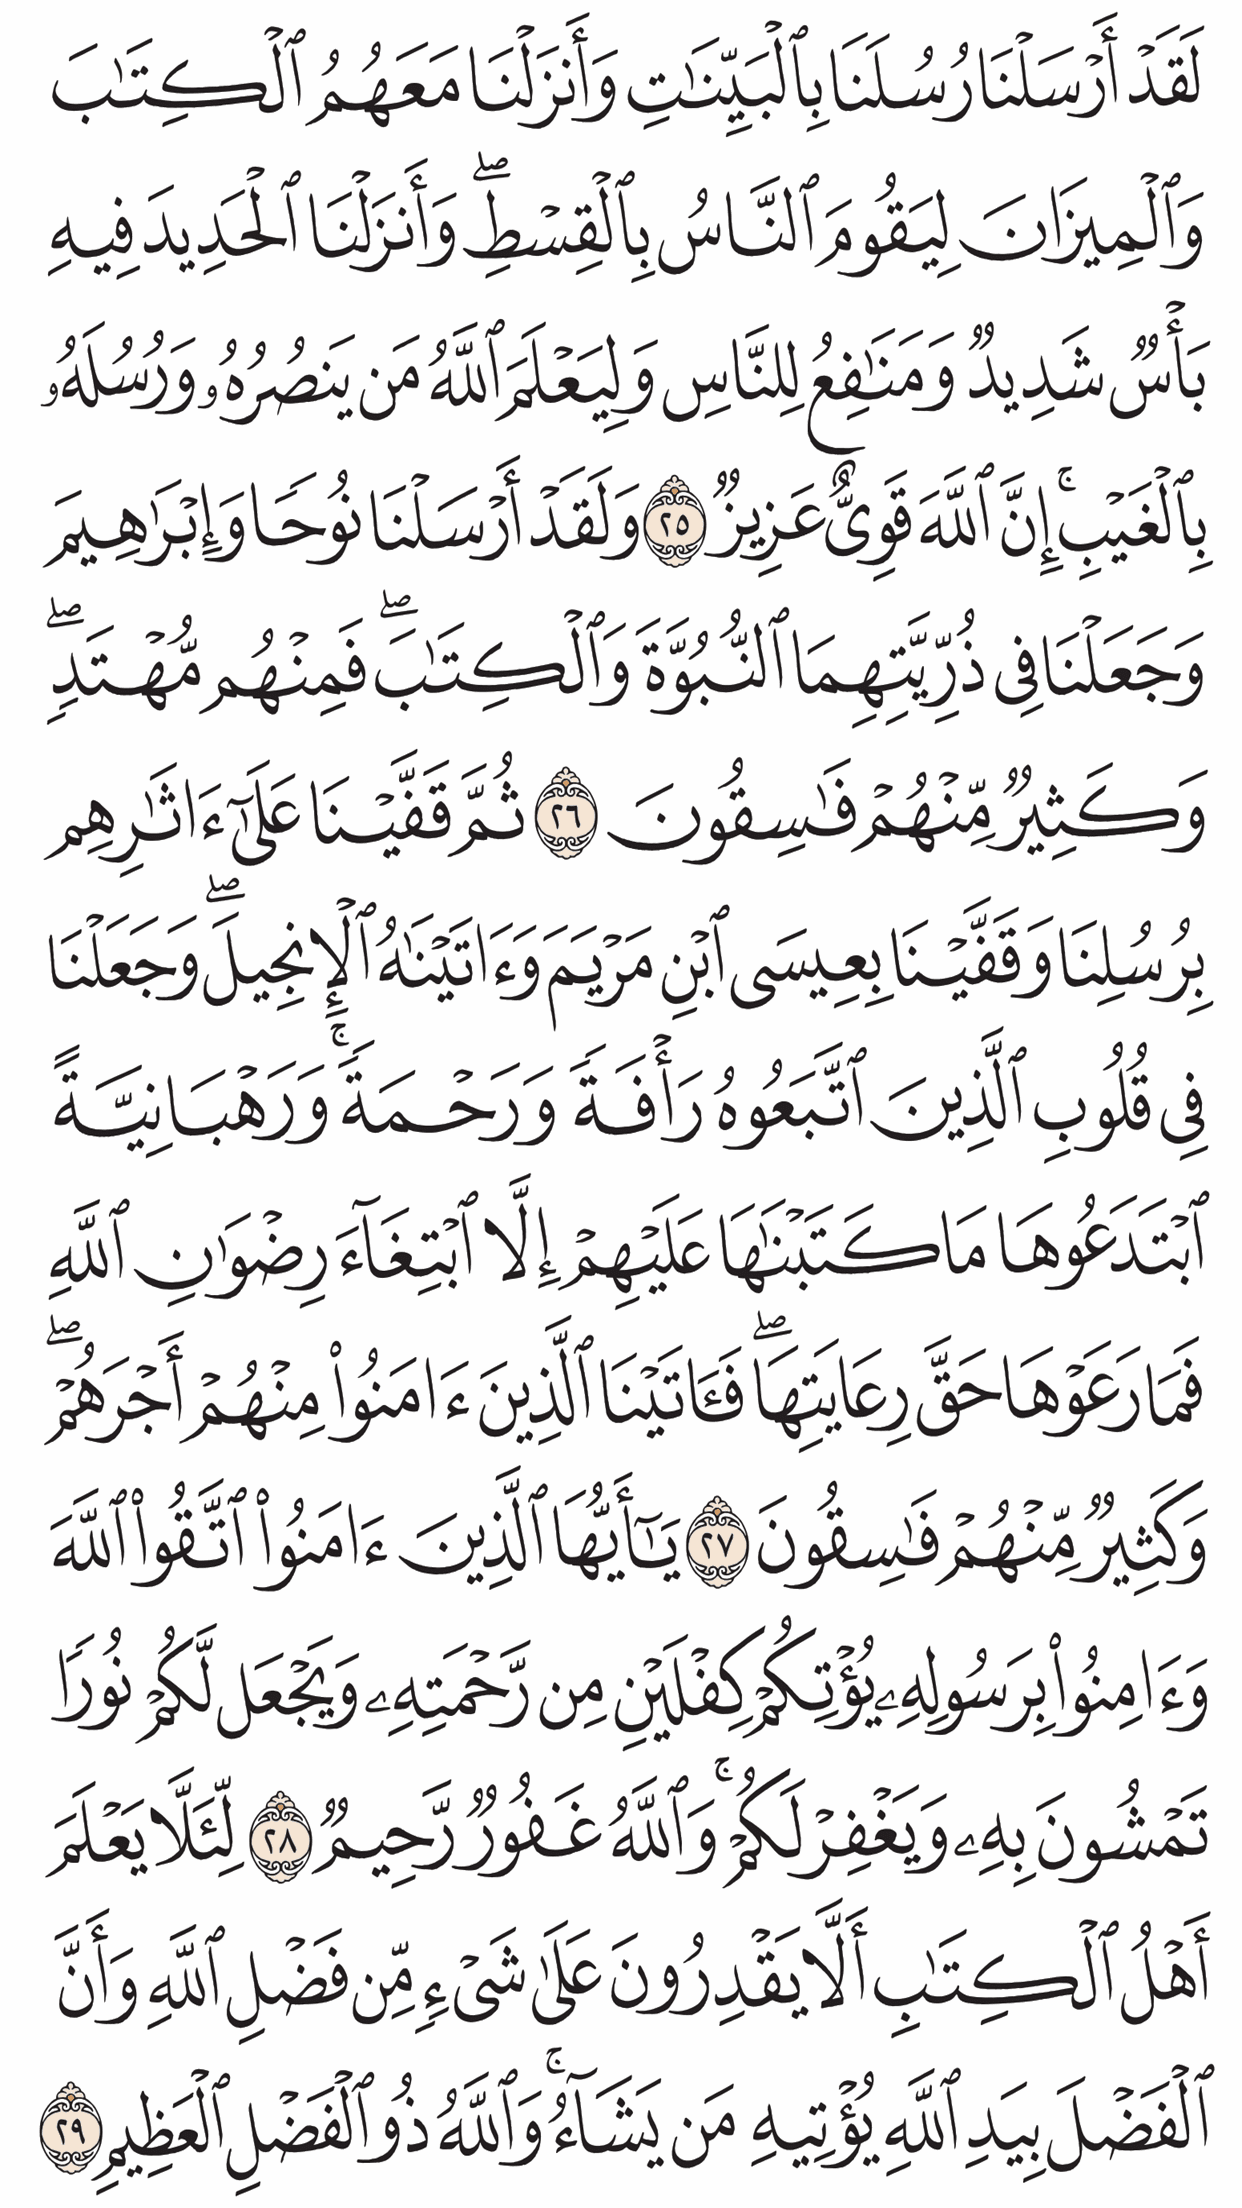 لَقَدۡ أَرۡسَلۡنَا رُسُلَنَا بِٱلۡبَيِّنَٰتِ وَأَنزَلۡنَا مَعَهُمُ ٱلۡكِتَٰبَ
وَٱلۡمِيزَانَ لِيَقُومَ ٱلنَّاسُ بِٱلۡقِسۡطِۖ وَأَنزَلۡنَا ٱلۡحَدِيدَ فِيهِ
بَأۡسٞ شَدِيدٞ وَمَنَٰفِعُ لِلنَّاسِ وَلِيَعۡلَمَ ٱللَّهُ مَن يَنصُرُهُۥ وَرُسُلَهُۥ
بِٱلۡغَيۡبِۚ إِنَّ ٱللَّهَ قَوِيٌّ عَزِيزٞ ٢٥ وَلَقَدۡ أَرۡسَلۡنَا نُوحٗا وَإِبۡرَٰهِيمَ
وَجَعَلۡنَا فِي ذُرِّيَّتِهِمَا ٱلنُّبُوَّةَ وَٱلۡكِتَٰبَۖ فَمِنۡهُم مُّهۡتَدٖۖ
وَكَثِيرٞ مِّنۡهُمۡ فَٰسِقُونَ ٢٦ ثُمَّ قَفَّيۡنَا عَلَىٰٓ ءَاثَٰرِهِم
بِرُسُلِنَا وَقَفَّيۡنَا بِعِيسَى ٱبۡنِ مَرۡيَمَ وَءَاتَيۡنَٰهُ ٱلۡإِنجِيلَۖ وَجَعَلۡنَا
فِي قُلُوبِ ٱلَّذِينَ ٱتَّبَعُوهُ رَأۡفَةٗ وَرَحۡمَةٗۚ وَرَهۡبَانِيَّةً
ٱبۡتَدَعُوهَا مَا كَتَبۡنَٰهَا عَلَيۡهِمۡ إِلَّا ٱبۡتِغَآءَ رِضۡوَٰنِ ٱللَّهِ
فَمَا رَعَوۡهَا حَقَّ رِعَايَتِهَاۖ فَـَٔاتَيۡنَا ٱلَّذِينَ ءَامَنُواْ مِنۡهُمۡ أَجۡرَهُمۡۖ
وَكَثِيرٞ مِّنۡهُمۡ فَٰسِقُونَ ٢٧ يَٰٓأَيُّهَا ٱلَّذِينَ ءَامَنُواْ ٱتَّقُواْ ٱللَّهَ
وَءَامِنُواْ بِرَسُولِهِۦ يُؤۡتِكُمۡ كِفۡلَيۡنِ مِن رَّحۡمَتِهِۦ وَيَجۡعَل لَّكُمۡ نُورٗا
تَمۡشُونَ بِهِۦ وَيَغۡفِرۡ لَكُمۡۚ وَٱللَّهُ غَفُورٞ رَّحِيمٞ ٢٨ لِّئَلَّا يَعۡلَمَ
أَهۡلُ ٱلۡكِتَٰبِ أَلَّا يَقۡدِرُونَ عَلَىٰ شَيۡءٖ مِّن فَضۡلِ ٱللَّهِ وَأَنَّ
ٱلۡفَضۡلَ بِيَدِ ٱللَّهِ يُؤۡتِيهِ مَن يَشَآءُۚ وَٱللَّهُ ذُو ٱلۡفَضۡلِ ٱلۡعَظِيمِ ٢٩